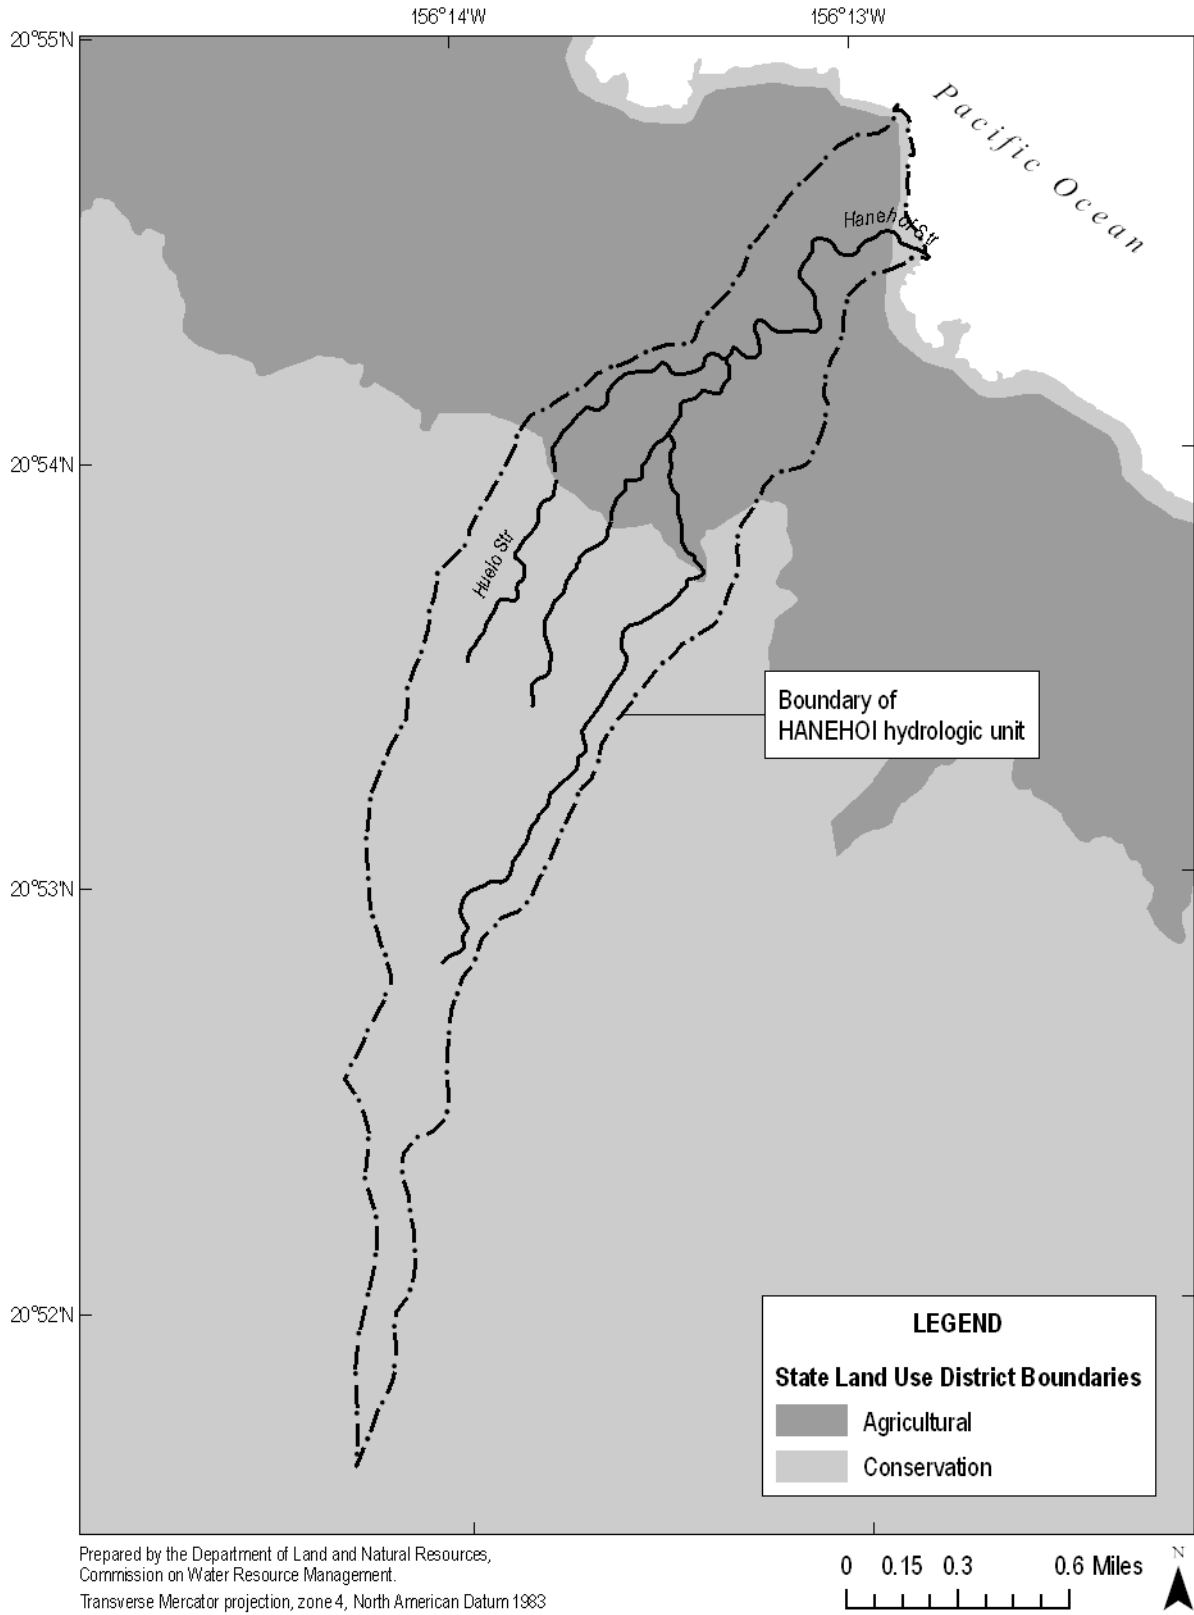 156°14'W 156°13'W
20°55'N
Pacific Ocean
Hanehoi Str
20°54'N
Huelo Str
Boundary of
HANEHOI hydrologic unit
20°53'N
20°52'N
LEGEND
State Land Use District Boundaries
Agricultural
Conservation
Prepared by the Department of Land and Natural Resources,
Commission on Water Resource Management.
Transverse Mercator projection, zone 4, North American Datum 1983
0 0.15 0.3 0.6 Miles
N